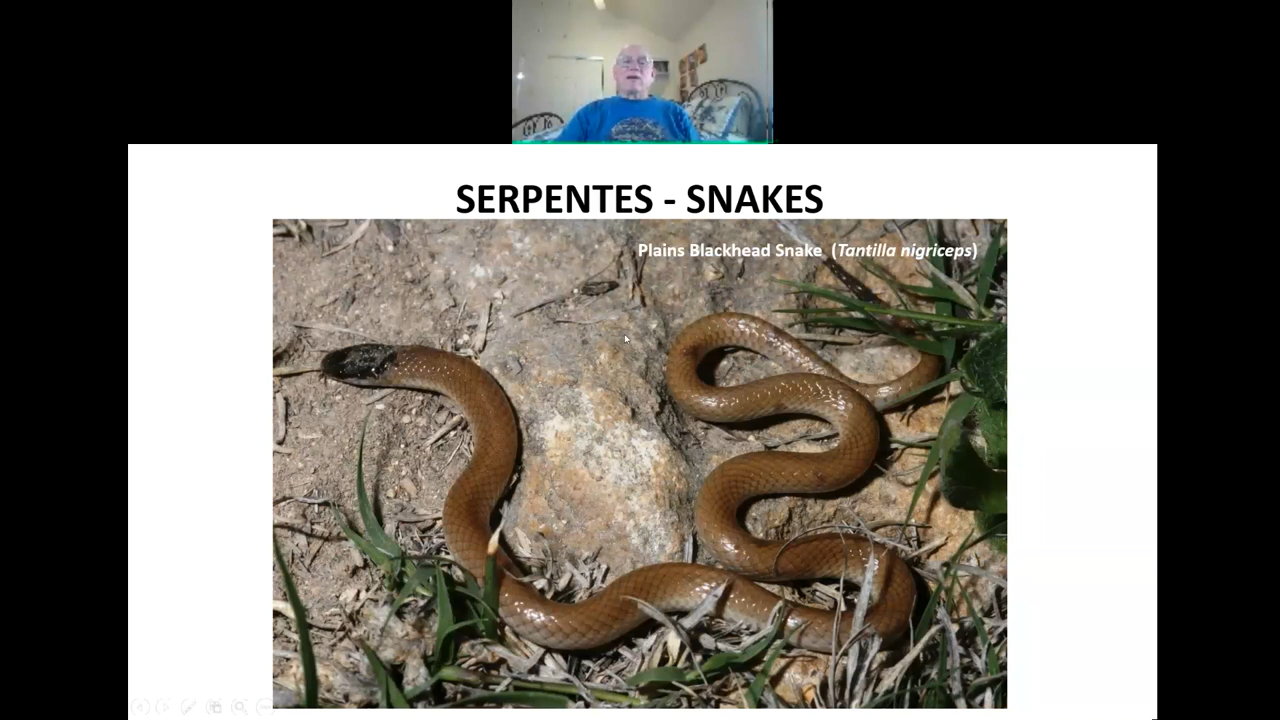 SERPENTES - SNAKES
Plains Blackhead Snake (Tantilla nigriceps)